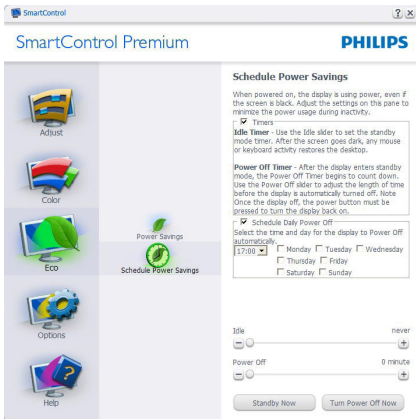 SmartControl
SmartControl Premium
PHILIPS
Adjust
Color
Eco
Options
Help
Power Savings
Schedule Power Savings
Schedule Power Savings
When powered on, the display is using power, even if
the screen is black. Adjust the settings on this pane to
minimize the power usage during inactivity.
Timers
Idle Timer - Use the Idle slider to set the standby
mode timer. After the screen goes dark, any mouse
or keyboard activity restores the desktop.
Power Off Timer - After the display enters standby
mode, the Power Off Timer begins to count down.
Use the Power Off slider to adjust the length of time
before the display is automatically turned off. Note
Once the display off, the power button must be
pressed to turn the display back on.
Schedule Daily Power Off
Select the time and day for the display to Power Off
automatically.
17:00 Monday Tuesday Wednesday
Thursday Friday
Saturday Sunday
Idle never
Power Off 0 minute
Standby Now Turn Power Off Now